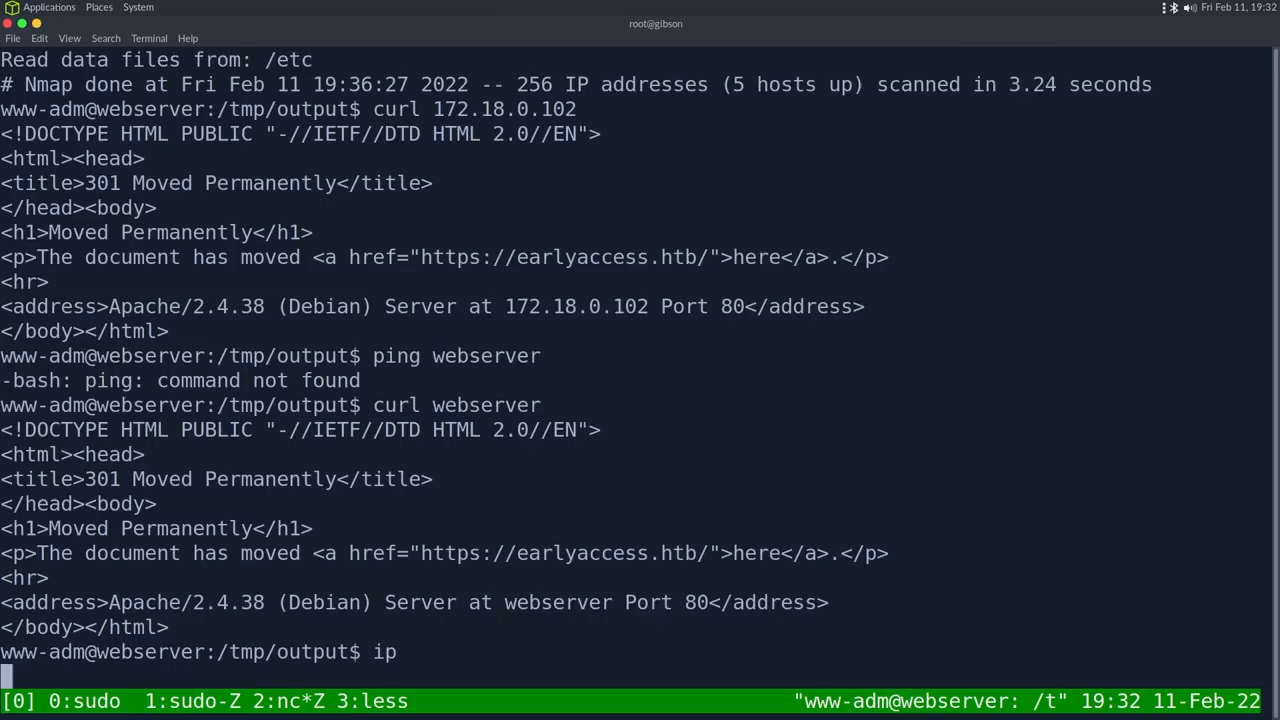 Applications Places System
Fri Feb 11, 19:32
root@gibson
File Edit View Search Terminal Help
Read data files from: /etc
# Nmap done at Fri Feb 11 19:36:27 2022 -- 256 IP addresses (5 hosts up) scanned in 3.24 seconds
www-adm@webserver:/tmp/output$ curl 172.18.0.102
<!DOCTYPE HTML PUBLIC "-//IETF//DTD HTML 2.0//EN">
<html><head>
<title>301 Moved Permanently</title>
</head><body>
<h1>Moved Permanently</h1>
<p>The document has moved <a href="https://earlyaccess.htb/">here</a>.</p>
<hr>
<address>Apache/2.4.38 (Debian) Server at 172.18.0.102 Port 80</address>
</body></html>
www-adm@webserver:/tmp/output$ ping webserver
-bash: ping: command not found
www-adm@webserver:/tmp/output$ curl webserver
<!DOCTYPE HTML PUBLIC "-//IETF//DTD HTML 2.0//EN">
<html><head>
<title>301 Moved Permanently</title>
</head><body>
<h1>Moved Permanently</h1>
<p>The document has moved <a href="https://earlyaccess.htb/">here</a>.</p>
<hr>
<address>Apache/2.4.38 (Debian) Server at webserver Port 80</address>
</body></html>
www-adm@webserver:/tmp/output$ ip
[0] 0:sudo  1:sudo-Z 2:nc*Z 3:less "www-adm@webserver: /t" 19:32 11-Feb-22